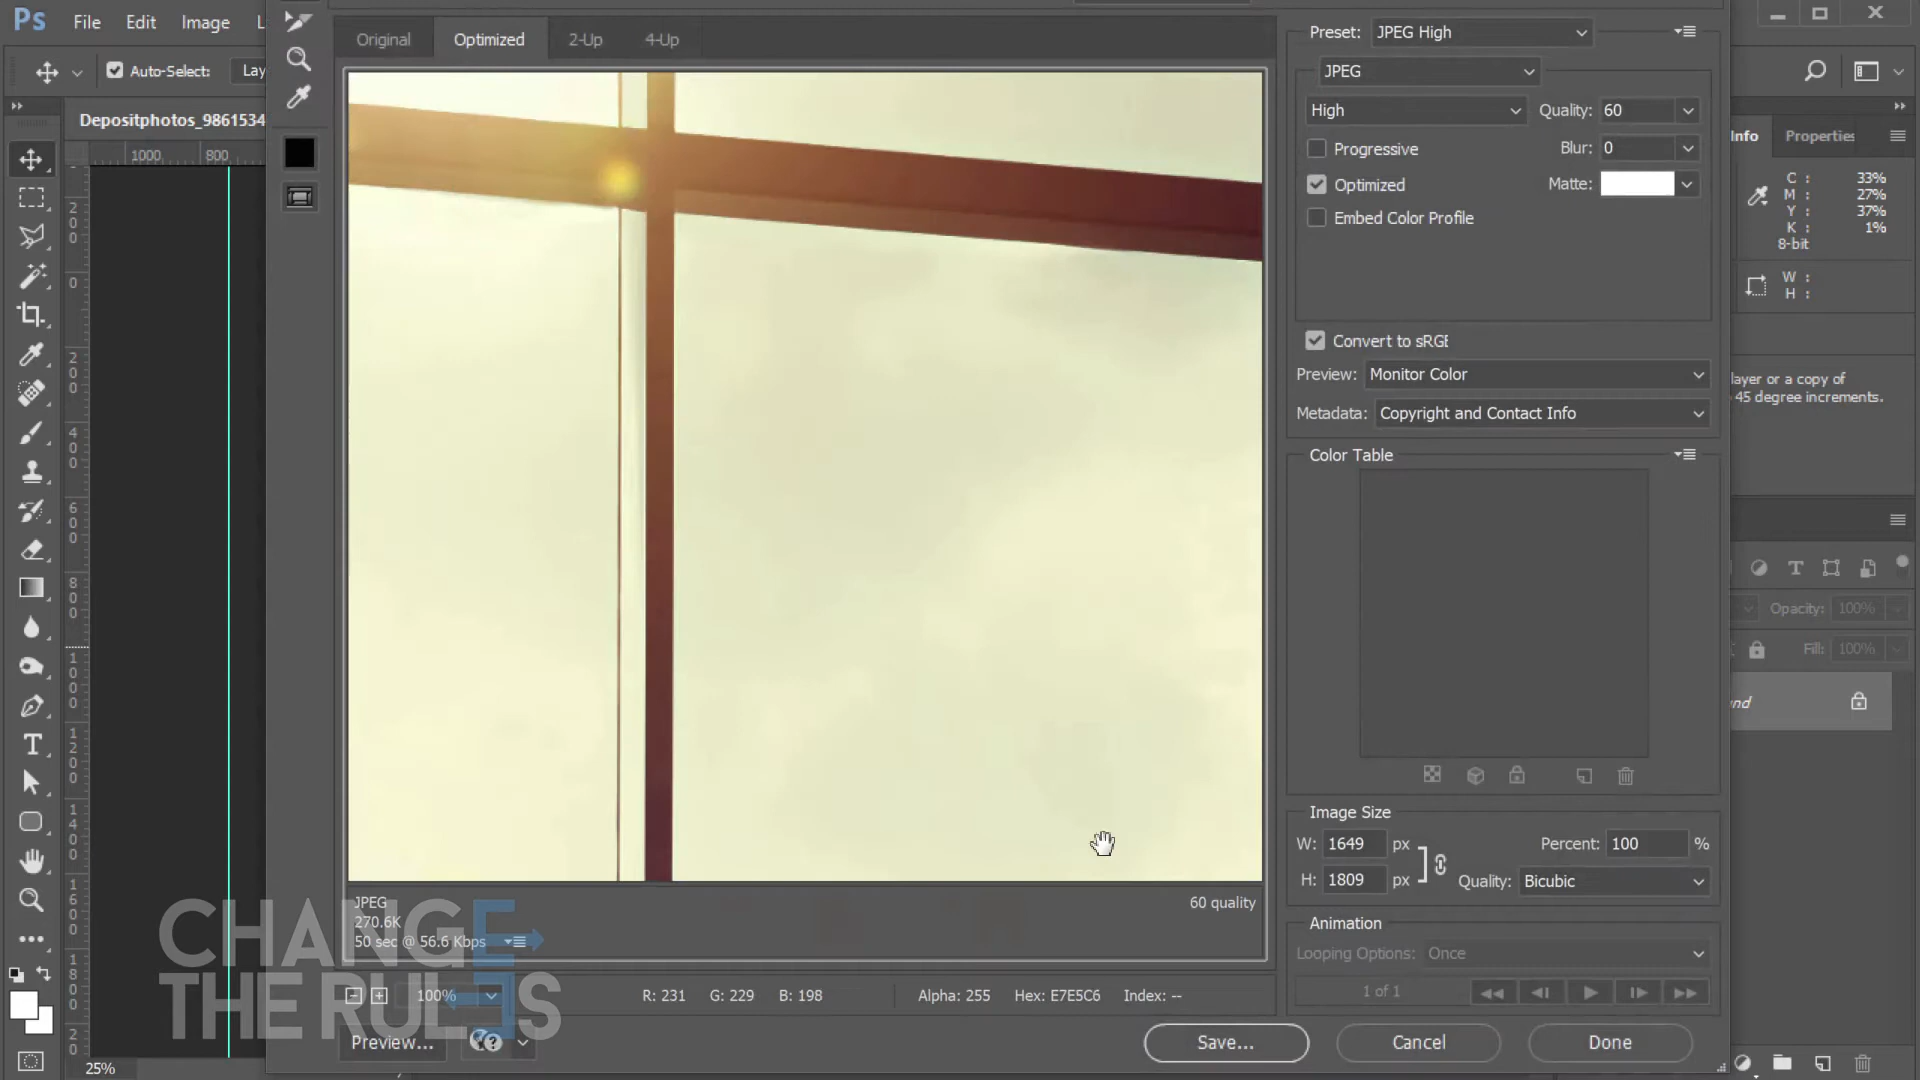 Ps File Edit Image L
Auto-Select: Lay
Depositphotos_9861534
1000 800
Original Optimized 2-Up 4-Up
Preset: JPEG High
JPEG
High Quality: 60
Progressive Blur: 0
Optimized Matte:
Embed Color Profile
Convert to sRGB
Preview: Monitor Color
Metadata: Copyright and Contact Info
Color Table
Image Size
W: 1649 px Percent: 100 %
H: 1809 px Quality: Bicubic
Animation
Looping Options: Once
1 of 1
JPEG
270.6K
50 sec @ 56.6 Kbps
60 quality
100% R: 231 G: 229 B: 198 Alpha: 255 Hex: E7E5C6 Index: --
Preview... Save... Cancel Done
Info Properties
C : 33%
M : 27%
Y : 37%
K : 1%
8-bit
W :
H :
layer or a copy of
45 degree increments.
Opacity: 100%
Fill: 100%
nd
200
0
200
400
600
800
1000
1200
1400
1600
1800
20
25%
CHANGE
THE RULES